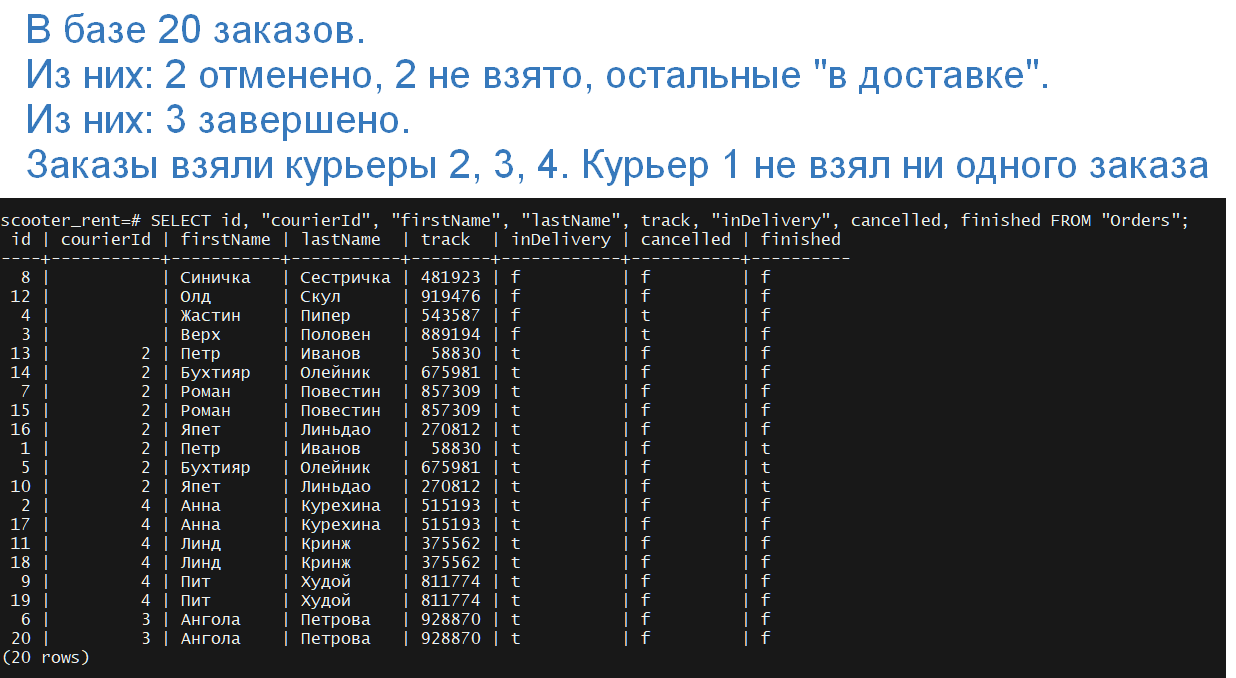 В базе 20 заказов.
Из них: 2 отменено, 2 не взято, остальные "в доставке".
Из них: 3 завершено.
Заказы взяли курьеры 2, 3, 4. Курьер 1 не взял ни одного заказа
scooter_rent=# SELECT id, "courierId", "firstName", "lastName", track, "inDelivery", cancelled, finished FROM "Orders";
 id | courierId | firstName | lastName  | track  | inDelivery | cancelled | finished
----+-----------+-----------+-----------+--------+------------+-----------+----------
  8 |           | Синичка   | Сестричка | 481923 | f          | f         | f
 12 |           | Олд       | Скул      | 919476 | f          | f         | f
  4 |           | Жастин    | Пипер     | 543587 | f          | t         | f
  3 |           | Верх      | Половен   | 889194 | f          | t         | f
 13 |         2 | Петр      | Иванов    |  58830 | t          | f         | f
 14 |         2 | Бухтияр   | Олейник   | 675981 | t          | f         | f
  7 |         2 | Роман     | Повестин  | 857309 | t          | f         | f
 15 |         2 | Роман     | Повестин  | 857309 | t          | f         | f
 16 |         2 | Япет      | Линьдао   | 270812 | t          | f         | f
  1 |         2 | Петр      | Иванов    |  58830 | t          | f         | t
  5 |         2 | Бухтияр   | Олейник   | 675981 | t          | f         | t
 10 |         2 | Япет      | Линьдао   | 270812 | t          | f         | t
  2 |         4 | Анна      | Курехина  | 515193 | t          | f         | f
 17 |         4 | Анна      | Курехина  | 515193 | t          | f         | f
 11 |         4 | Линд      | Кринж     | 375562 | t          | f         | f
 18 |         4 | Линд      | Кринж     | 375562 | t          | f         | f
  9 |         4 | Пит       | Худой     | 811774 | t          | f         | f
 19 |         4 | Пит       | Худой     | 811774 | t          | f         | f
  6 |         3 | Ангола    | Петрова   | 928870 | t          | f         | f
 20 |         3 | Ангола    | Петрова   | 928870 | t          | f         | f
(20 rows)